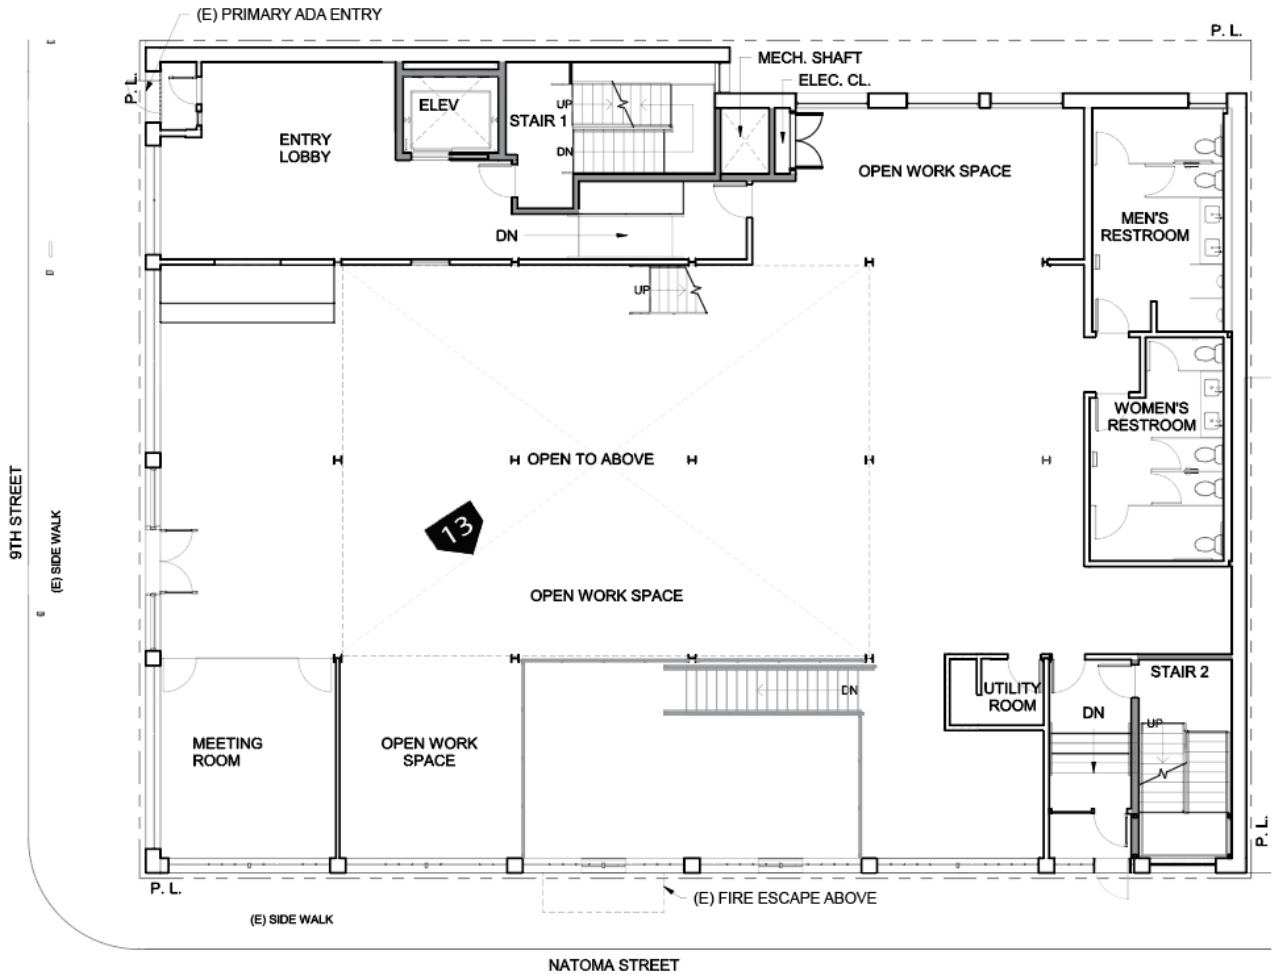 (E) PRIMARY ADA ENTRY
P. L.
MECH. SHAFT
ELEC. CL.
P. L.
ELEV
UP
STAIR 1
ENTRY
LOBBY
DN
OPEN WORK SPACE
MEN'S
RESTROOM
DN
UP
WOMEN'S
RESTROOM
OPEN TO ABOVE
9TH STREET
(E) SIDE WALK
13
OPEN WORK SPACE
STAIR 2
UTILITY
ROOM
DN
DN
UP
MEETING
ROOM
OPEN WORK
SPACE
P. L.
P. L.
(E) FIRE ESCAPE ABOVE
(E) SIDE WALK
NATOMA STREET